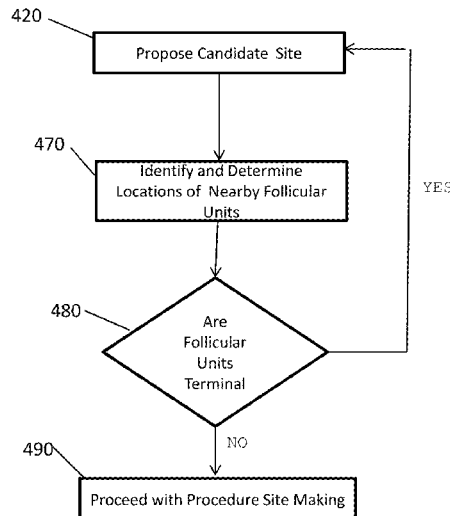 420
Propose Candidate Site
470
Identify and Determine
Locations of Nearby Follicular
Units
YES
480
Are
Follicular
Units
Terminal
NO
490
Proceed with Procedure Site Making